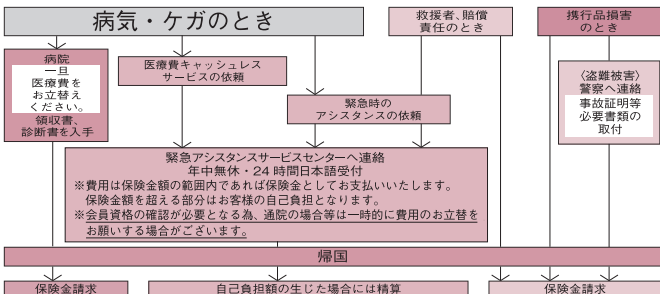 病気・ケガのとき
救援者、賠償
責任のとき
携行品損害
のとき
病院
一旦
医療費を
お立替え
ください。
領収書、
診断書を入手
医療費キャッシュレス
サービスの依頼
緊急時の
アシスタンスの依頼
〈盗難被害〉
警察へ連絡
事故証明等
必要書類の
取付
緊急アシスタンスサービスセンターへ連絡
年中無休・24時間日本語受付
※費用は保険金額の範囲内であれば保険金としてお支払いいたします。
保険金額を超える部分はお客様の自己負担となります。
※会員資格の確認が必要となる為、通院の場合等は一時的に費用のお立替を
お願いする場合がございます。
帰国
保険金請求
自己負担額の生じた場合には精算
保険金請求